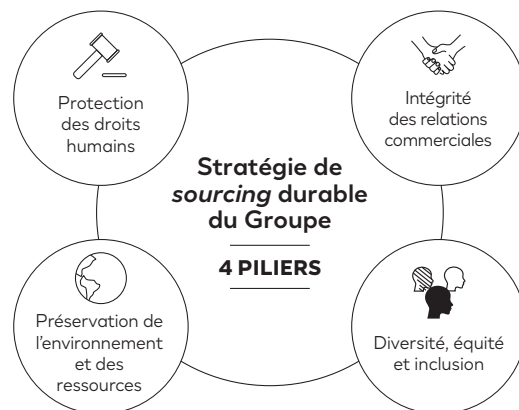 Protection
des droits
humains
Intégrité
des relations
commerciales
Stratégie de
sourcing durable
du Groupe
4 PILIERS
Préservation de
l'environnement
et des
ressources
Diversité, équité
et inclusion